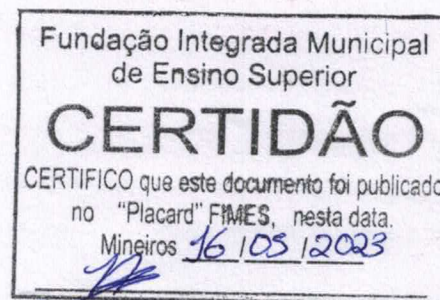 Fundação Integrada Municipal
de Ensino Superior
CERTIDÃO
CERTIFICO que este documento foi publicado
no "Placard" FIMES, nesta data.
Mineiros 16 / 05 / 2023